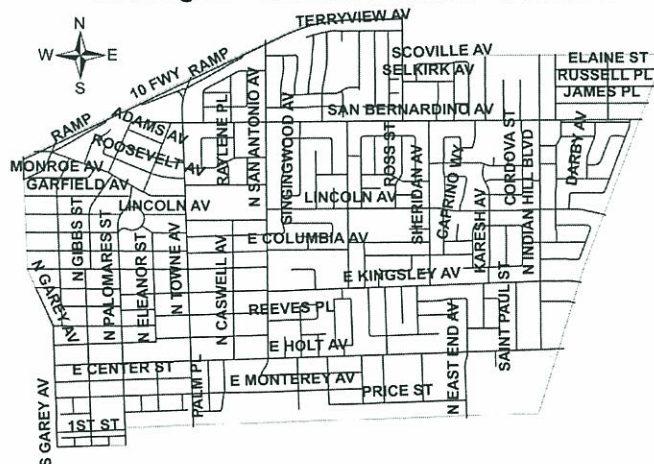 N
W E
S
TERRYVIEW AV
10 FWY RAMP
RAMP
SCOVILLE AV
SELKIRK AV
ELAINE ST
RUSSELL PL
JAMES PL
SAN BERNARDINO AV
ADAMS AV
ROOSEVELT AV
MONROE AV
GARFIELD AV
LINCOLN AV
LINCOLN AV
RAYLENE PL
N SAN ANTONIO AV
SINGINGWOOD AV
ROSS ST
SHERIDAN AV
CAPRINO WY
KARESH AV
CORDOVA ST
N INDIAN HILL BLVD
DARBY AV
N GIBBS ST
N PALOMARES ST
N ELEANOR ST
N TOWNE AV
N CASWELL AV
E COLUMBIA AV
E KINGSLEY AV
N GAREY AV
REEVES PL
E HOLT AV
SAINT PAUL ST
N EAST END AV
E CENTER ST
PALM PL
E MONTEREY AV
PRICE ST
1ST ST
S GAREY AV